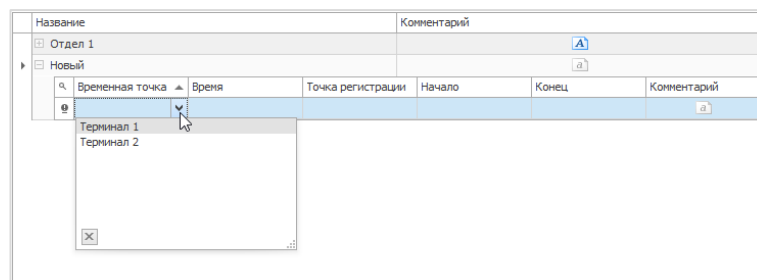 Название Комментарий
Отдел 1
Новый
Временная точка Время Точка регистрации Начало Конец Комментарий
Терминал 1
Терминал 2